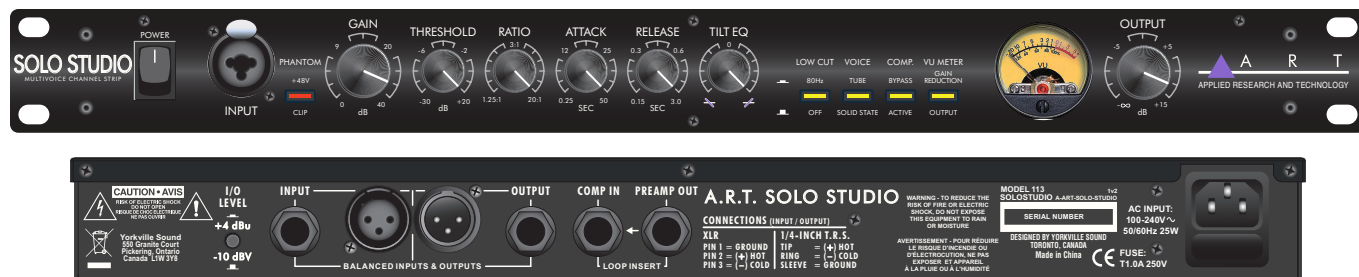 POWER
SOLO STUDIO
MULTIVOICE CHANNEL STRIP
INPUT
PHANTOM
+48V
CLIP
GAIN
9 20
0 40
dB
THRESHOLD
-6 -2
-30 +20
dB
RATIO
3:1
1.25:1 20:1
ATTACK
12 25
0.25 50
SEC
RELEASE
0.3 0.6
0.15 3.0
SEC
TILT EQ
0
LOW CUT VOICE COMP. VU METER
80Hz TUBE BYPASS GAIN REDUCTION
OFF SOLID STATE ACTIVE OUTPUT
VU
OUTPUT
-5 +5
-∞ +15
dB
A R T
APPLIED RESEARCH AND TECHNOLOGY
CAUTION • AVIS
RISK OF ELECTRIC SHOCK
DO NOT OPEN
RISQUE DE CHOC ELECTRIQUE
NE PAS OUVRIR
Yorkville Sound
550 Granite Court
Pickering, Ontario
Canada L1W 3Y8
I/O
LEVEL
+4 dBu
-10 dBV
INPUT OUTPUT
BALANCED INPUTS & OUTPUTS
COMP IN PREAMP OUT
LOOP INSERT
A.R.T. SOLO STUDIO
CONNECTIONS (INPUT / OUTPUT)
XLR
PIN 1 = GROUND
PIN 2 = (+) HOT
PIN 3 = (−) COLD
1/4-INCH T.R.S.
TIP = (+) HOT
RING = (−) COLD
SLEEVE = GROUND
WARNING - TO REDUCE THE
RISK OF FIRE OR ELECTRIC
SHOCK, DO NOT EXPOSE
THIS EQUIPMENT TO RAIN
OR MOISTURE
AVERTISSEMENT - POUR RÉDUIRE
LE RISQUE D'INCENDIE OU
D'ÉLECTROCUTION, NE PAS
EXPOSER ET APPAREIL
À LA PLUIE OU À L'HUMIDITÉ
MODEL 113 1v2
SOLOSTUDIO A-ART-SOLO-STUDIO
SERIAL NUMBER
DESIGNED BY YORKVILLE SOUND
TORONTO, CANADA
Made in China
CE
AC INPUT:
100-240V~
50/60Hz 25W
FUSE:
T1.0A 250V